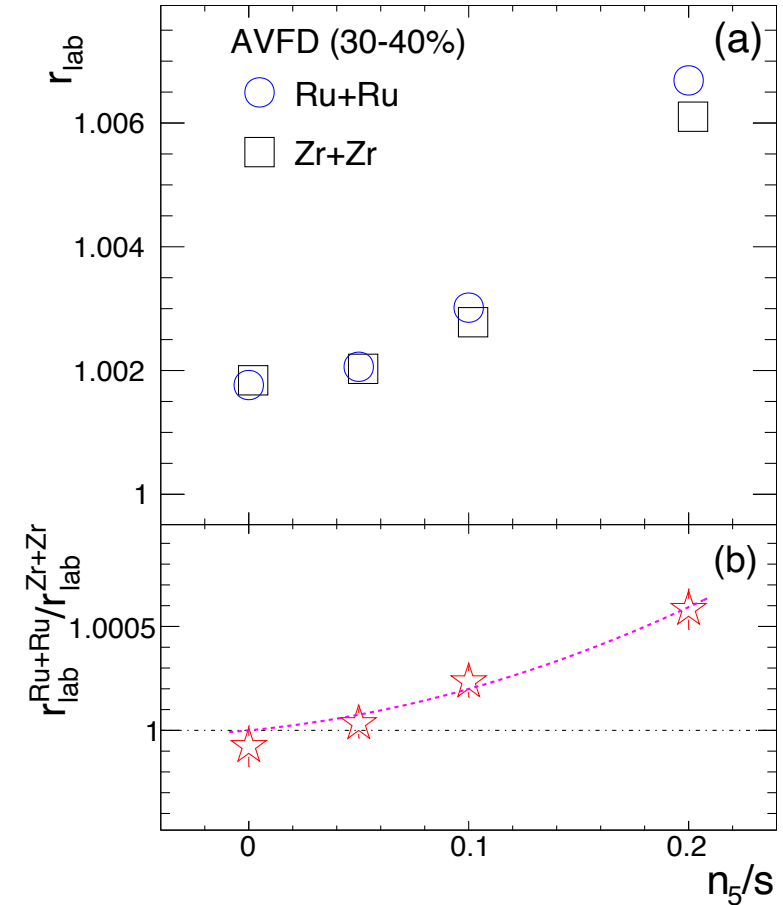 AVFD (30-40%)
(a)
Ru+Ru
Zr+Zr
r_lab
1.006
1.004
1.002
1
(b)
r_lab^Ru+Ru/r_lab^Zr+Zr
1.0005
1
0
0.1
0.2
n_5/s